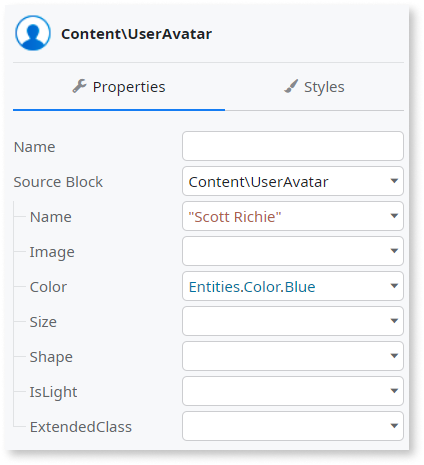 Content\UserAvatar
Properties Styles
Name
Source Block Content\UserAvatar
Name "Scott Richie"
Image
Color Entities.Color.Blue
Size
Shape
IsLight
ExtendedClass